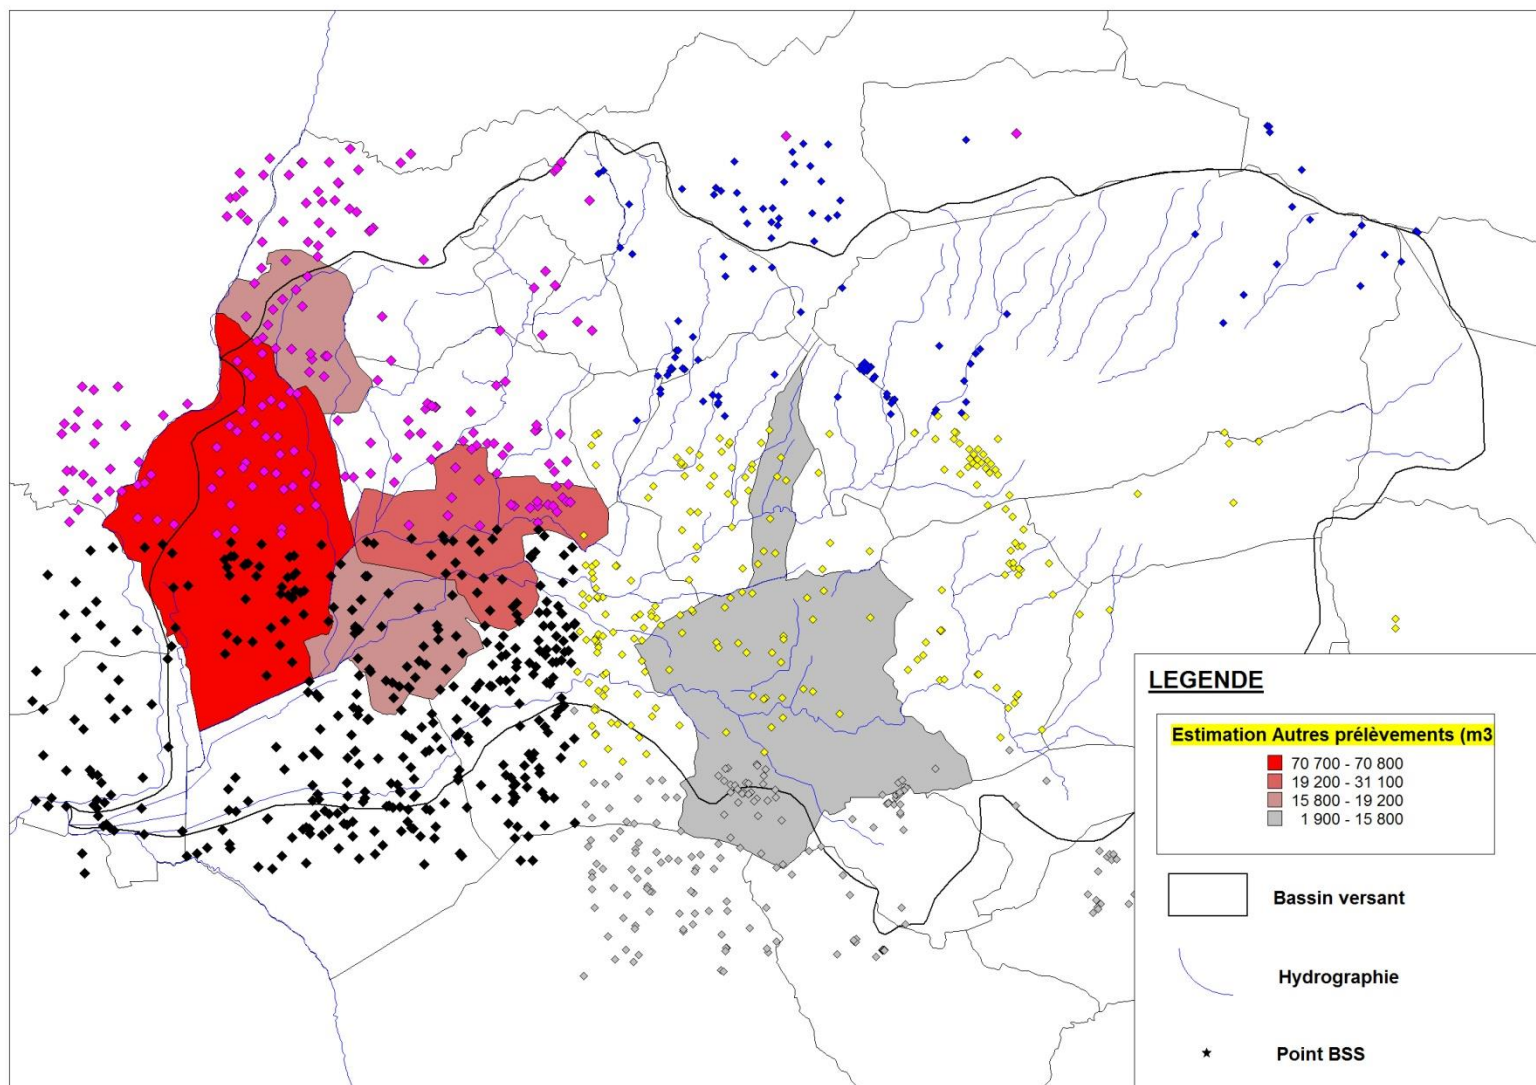 LEGENDE
Estimation Autres prélèvements (m3
70 700 - 70 800
19 200 - 31 100
15 800 - 19 200
1 900 - 15 800
Bassin versant
Hydrographie
Point BSS